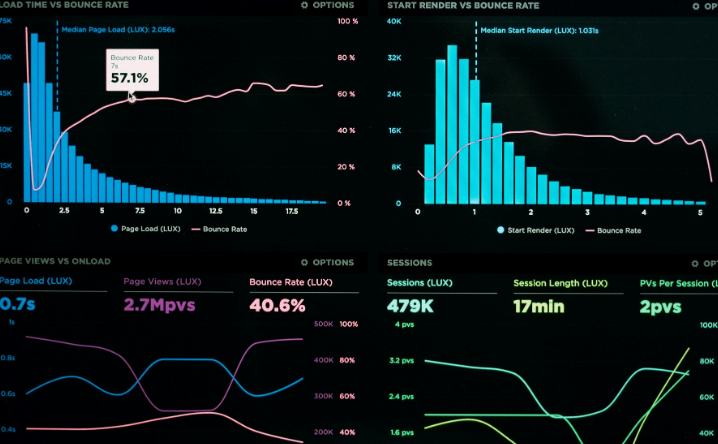 LOAD TIME VS BOUNCE RATE
OPTIONS
75K
60K
45K
30K
15K
0
Median Page Load (LUX): 2.056s
Bounce Rate
7s
57.1%
100 %
80 %
60 %
40 %
20 %
0 %
0
2.5
5
7.5
10
12.5
15
17.5
Page Load (LUX)
Bounce Rate
START RENDER VS BOUNCE RATE
40K
32K
24K
16K
8K
0
Median Start Render (LUX): 1.031s
0
1
2
3
4
5
Start Render (LUX)
Bounce Rate
PAGE VIEWS VS ONLOAD
OPTIONS
Page Load (LUX)
0.7s
Page Views (LUX)
2.7Mpvs
Bounce Rate (LUX)
40.6%
1s
0.8s
0.6s
0.4s
500K 100%
400K 80%
300K 60%
200K 40%
SESSIONS
Sessions (LUX)
479K
Session Length (LUX)
17min
PVs Per Session
2pvs
4 pvs
3.2 pvs
2.4 pvs
1.6 pvs
100K
80K
60K
40K